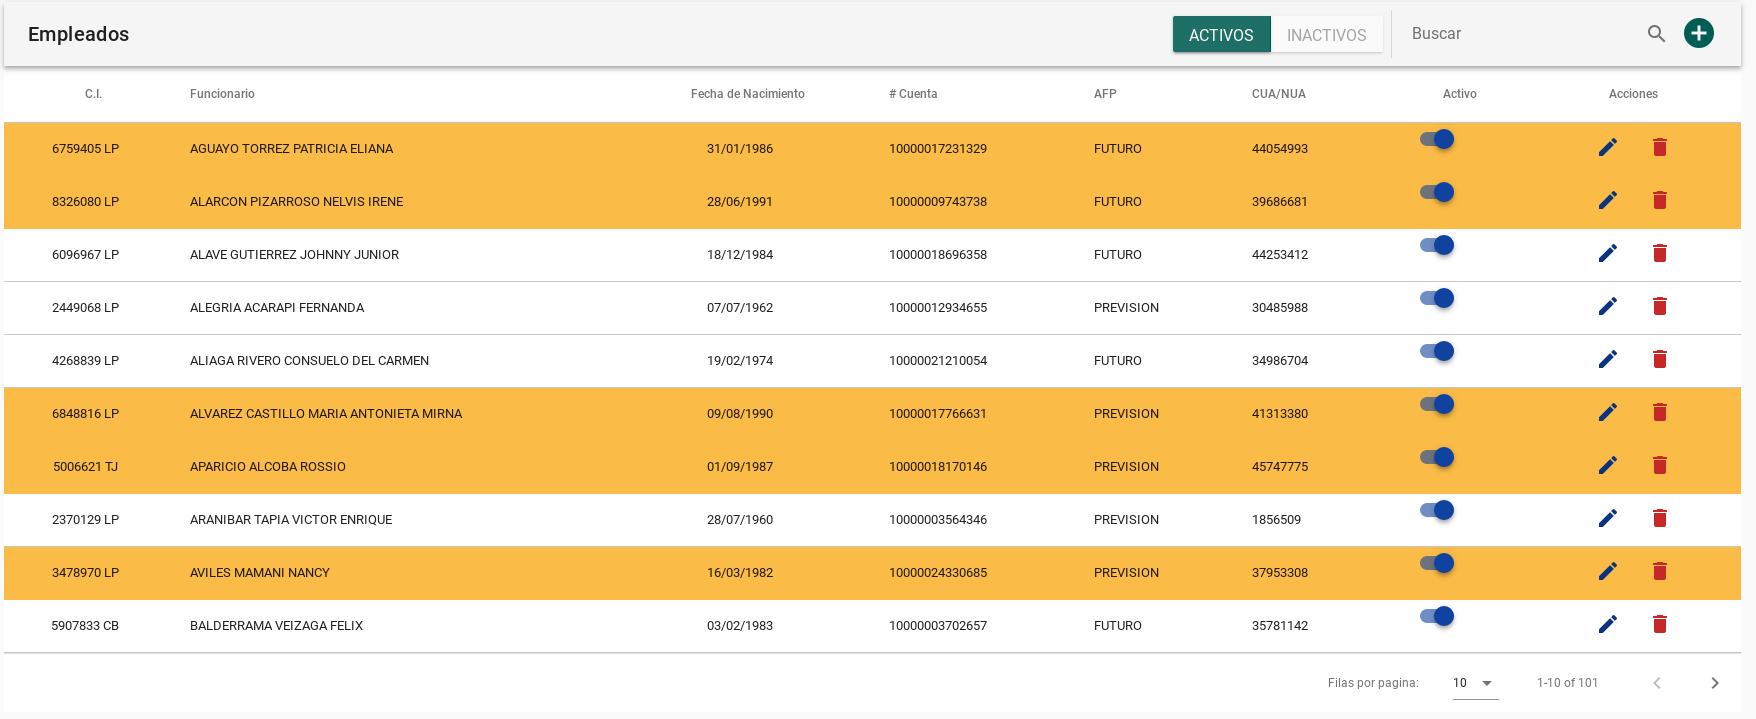 Empleados ACTIVOS INACTIVOS Buscar
C.I. Funcionario Fecha de Nacimiento # Cuenta AFP CUA/NUA Activo Acciones
6759405 LP AGUAYO TORREZ PATRICIA ELIANA 31/01/1986 10000017231329 FUTURO 44054993
8326080 LP ALARCON PIZARROSO NELVIS IRENE 28/06/1991 10000009743738 FUTURO 39686681
6096967 LP ALAVE GUTIERREZ JOHNNY JUNIOR 18/12/1984 10000018696358 FUTURO 44253412
2449068 LP ALEGRIA ACARAPI FERNANDA 07/07/1962 10000012934655 PREVISION 30485988
4268839 LP ALIAGA RIVERO CONSUELO DEL CARMEN 19/02/1974 10000021210054 FUTURO 34986704
6848816 LP ALVAREZ CASTILLO MARIA ANTONIETA MIRNA 09/08/1990 10000017766631 PREVISION 41313380
5006621 TJ APARICIO ALCOBA ROSSIO 01/09/1987 10000018170146 PREVISION 45747775
2370129 LP ARANIBAR TAPIA VICTOR ENRIQUE 28/07/1960 10000003564346 PREVISION 1856509
3478970 LP AVILES MAMANI NANCY 16/03/1982 10000024330685 PREVISION 37953308
5907833 CB BALDERRAMA VEIZAGA FELIX 03/02/1983 10000003702657 FUTURO 35781142
Filas por pagina: 10 1-10 of 101